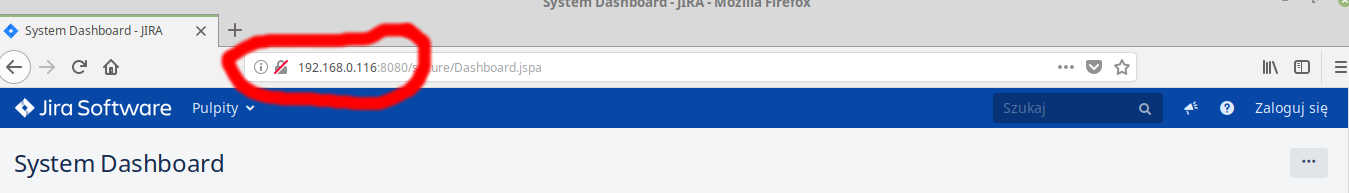 System Dashboard - JIRA - Mozilla Firefox
System Dashboard - JIRA
192.168.0.116:8080/secure/Dashboard.jspa
Jira Software Pulpity Szukaj Zaloguj się
System Dashboard